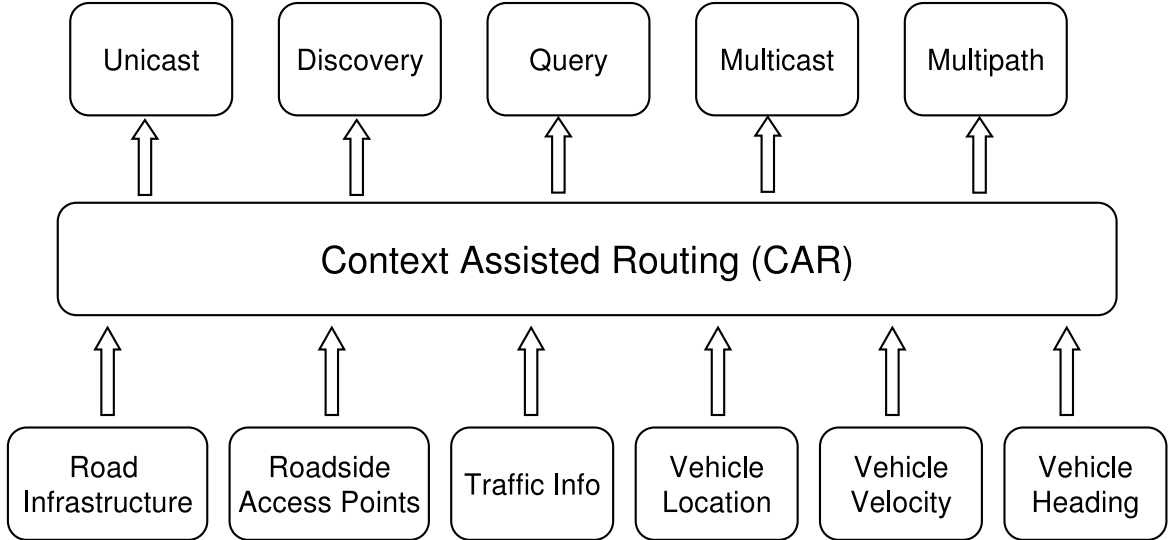 Unicast
Discovery
Query
Multicast
Multipath
Context Assisted Routing (CAR)
Road
Infrastructure
Roadside
Access Points
Traffic Info
Vehicle
Location
Vehicle
Velocity
Vehicle
Heading